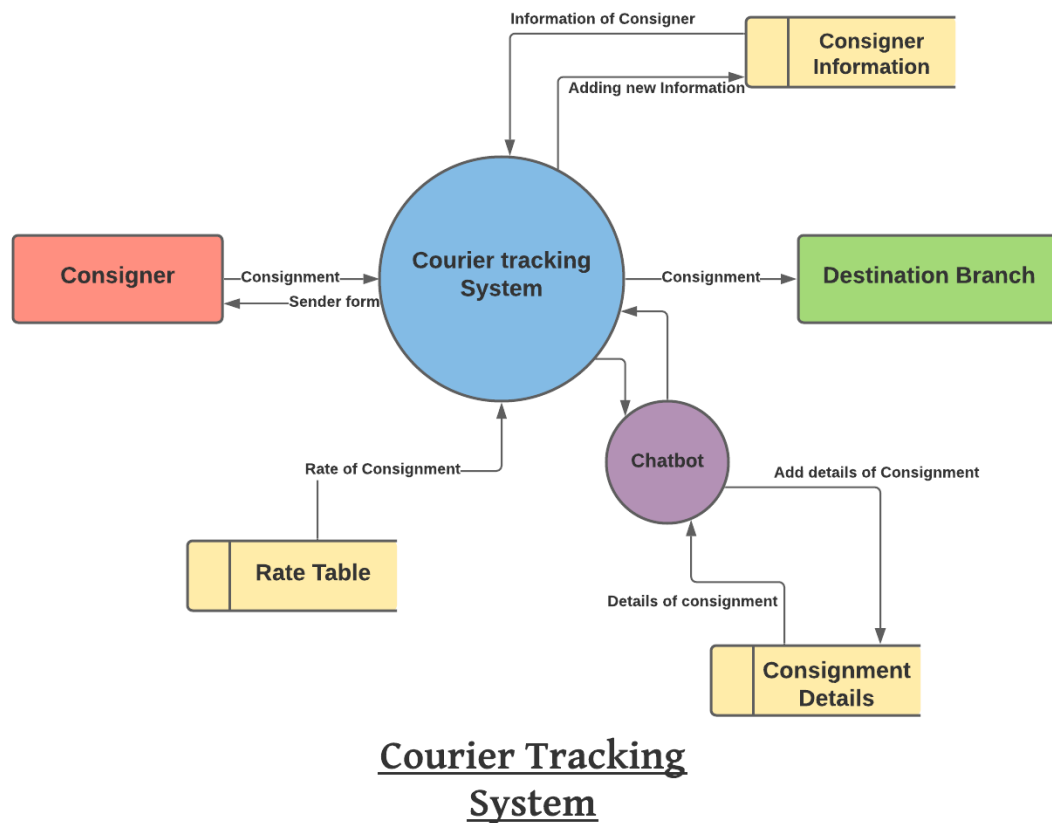 Information of Consigner
Consigner
Information
Adding new Information
Consigner
Consignment
Sender form
Courier tracking
System
Consignment
Destination Branch
Chatbot
Rate of Consignment
Add details of Consignment
Rate Table
Details of consignment
Consignment
Details
Courier Tracking
System